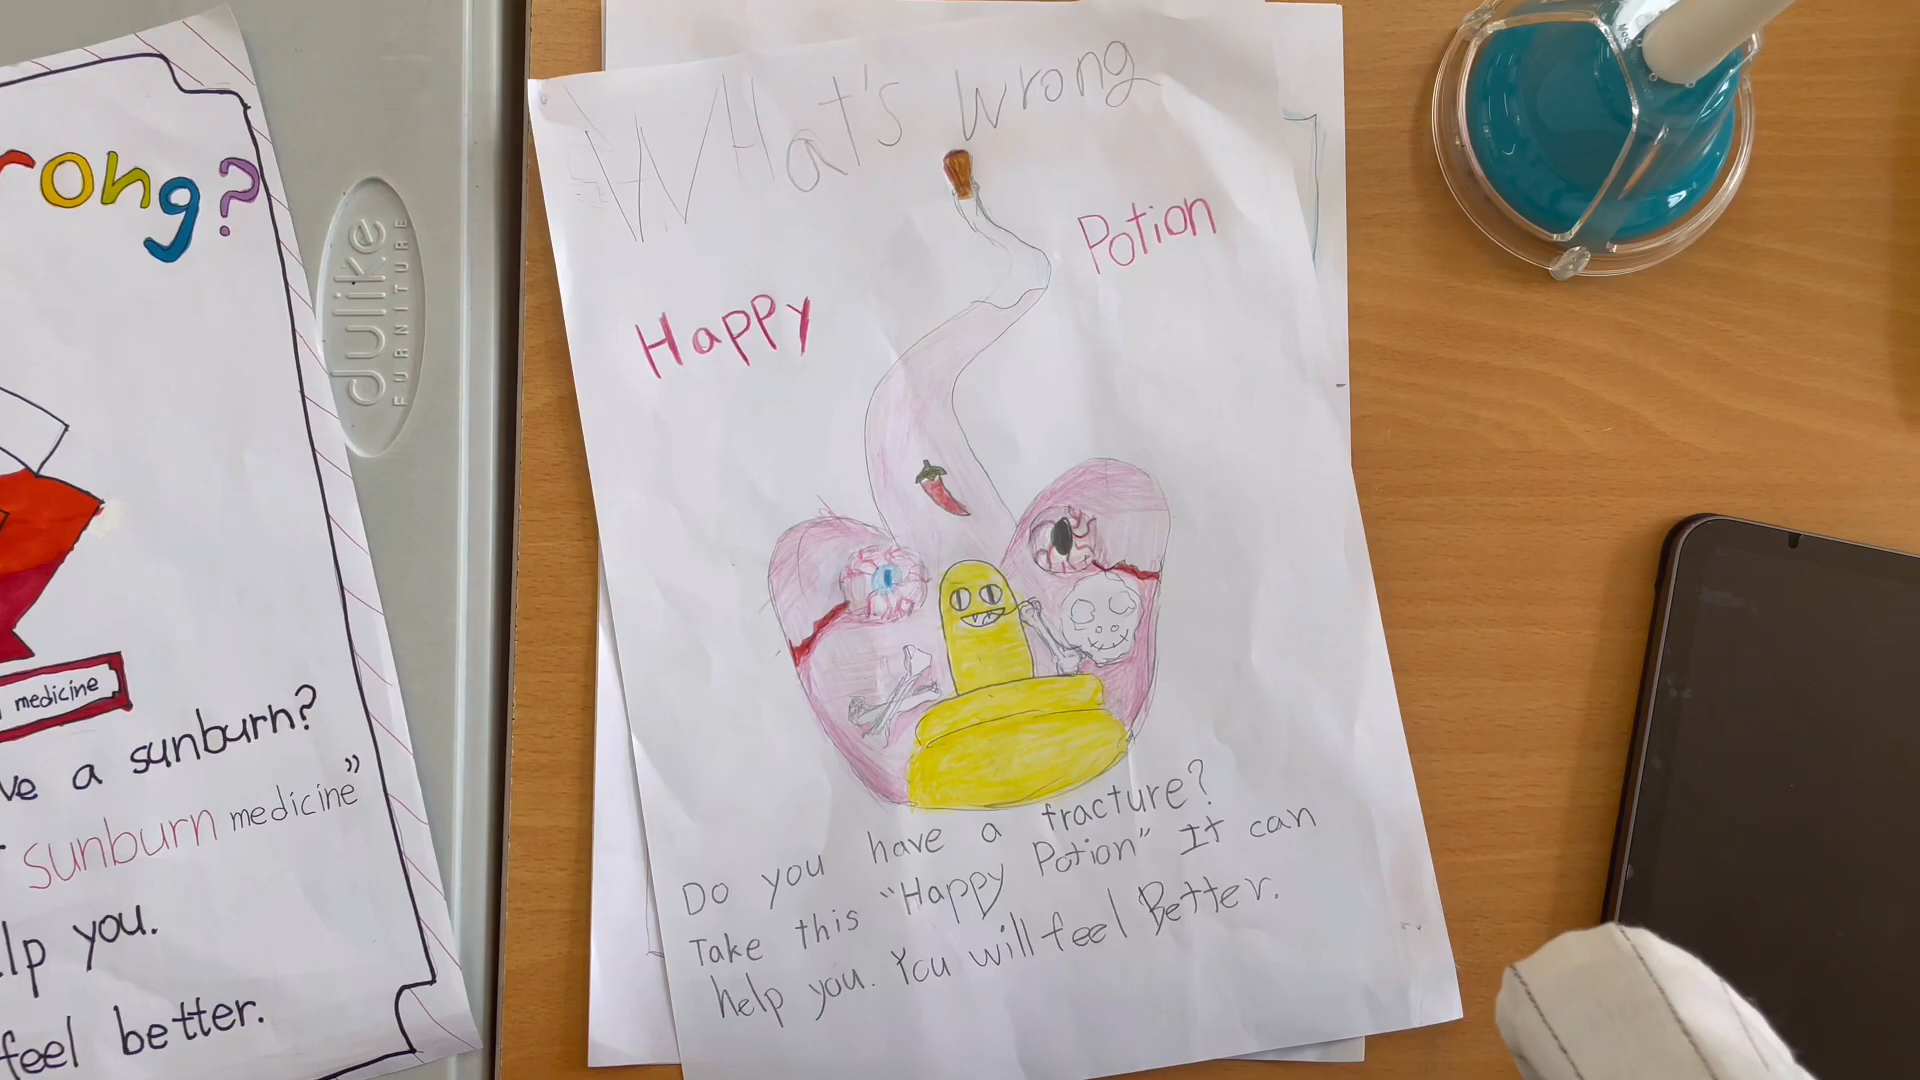 rong?
medicine
ve a sunburn?
sunburn medicine”
lp you.
feel better.
dulike
FURNITURE
WHat's wrong
Happy Potion
Do you have a fracture?
Take this “Happy Potion” It can
help you. You will feel Better.